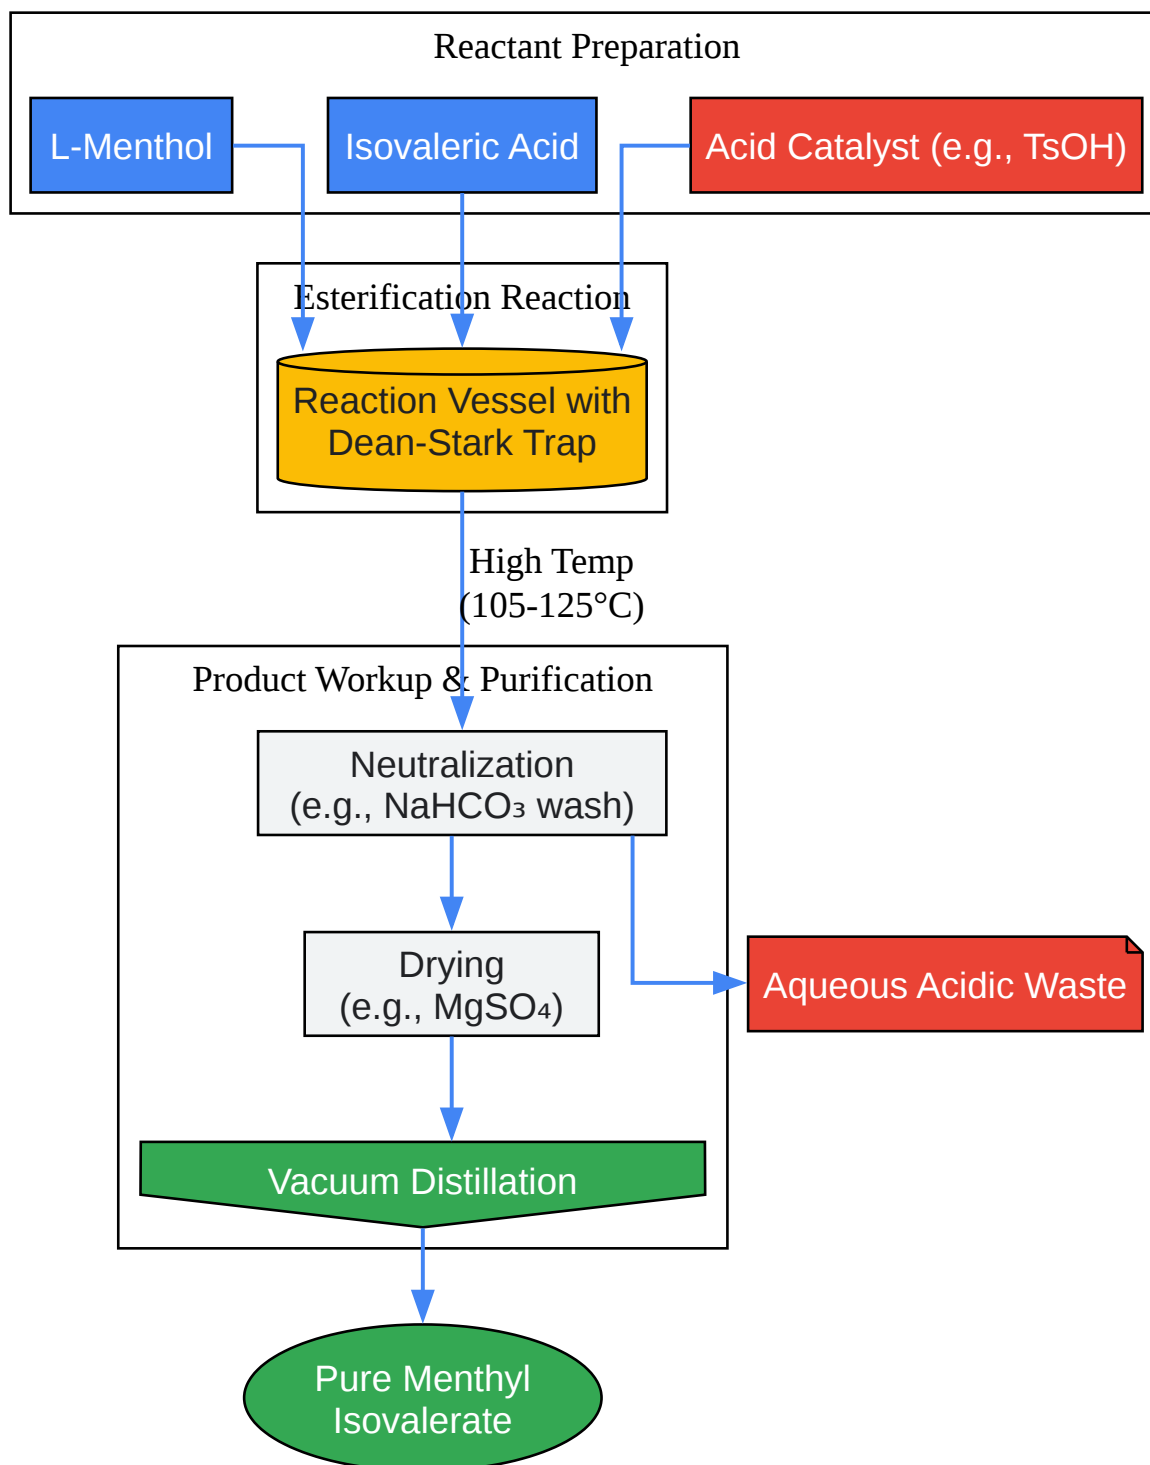 Reactant Preparation
L-Menthol
Isovaleric Acid
Acid Catalyst (e.g., TsOH)
Esterification Reaction
Reaction Vessel with
Dean-Stark Trap
High Temp
(105-125°C)
Product Workup & Purification
Neutralization
(e.g., NaHCO₃ wash)
Drying
(e.g., MgSO₄)
Aqueous Acidic Waste
Vacuum Distillation
Pure Menthyl
Isovalerate